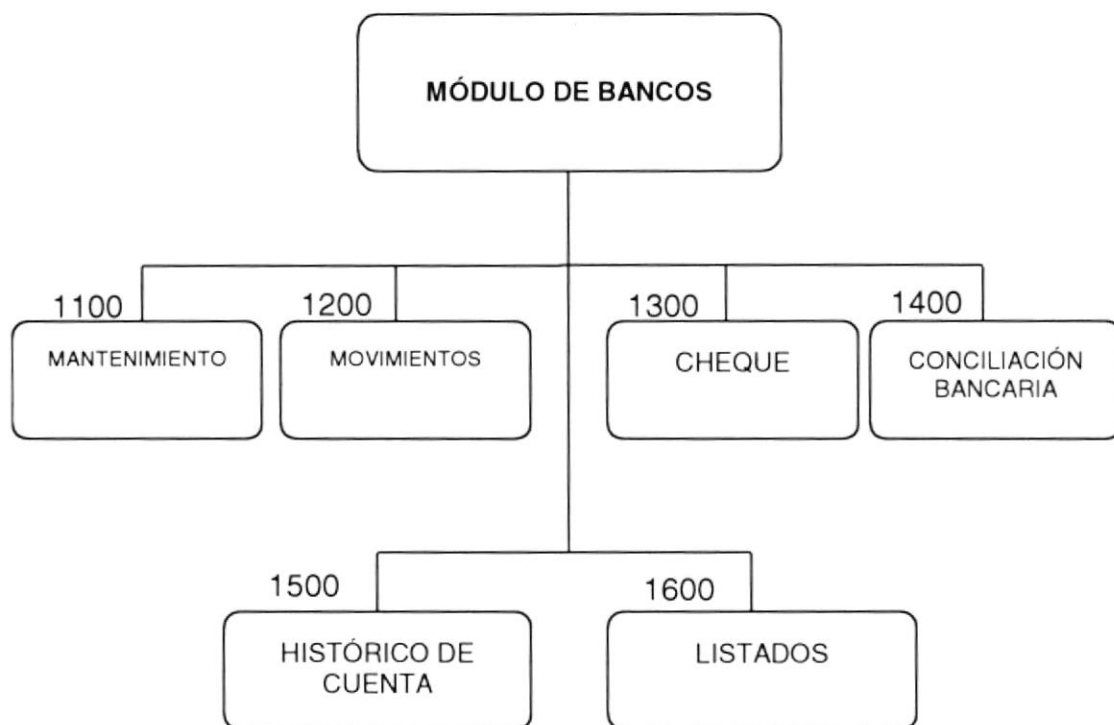 MÓDULO DE BANCOS
1100
1200
1300
1400
MANTENIMIENTO
MOVIMIENTOS
CHEQUE
CONCILIACIÓN
BANCARIA
1500
1600
HISTÓRICO DE
CUENTA
LISTADOS